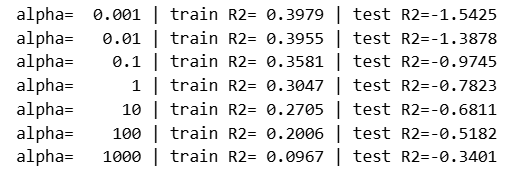 alpha=   0.001 | train R2= 0.3979 | test R2=-1.5425
alpha=    0.01 | train R2= 0.3955 | test R2=-1.3878
alpha=     0.1 | train R2= 0.3581 | test R2=-0.9745
alpha=       1 | train R2= 0.3047 | test R2=-0.7823
alpha=      10 | train R2= 0.2705 | test R2=-0.6811
alpha=     100 | train R2= 0.2006 | test R2=-0.5182
alpha=    1000 | train R2= 0.0967 | test R2=-0.3401